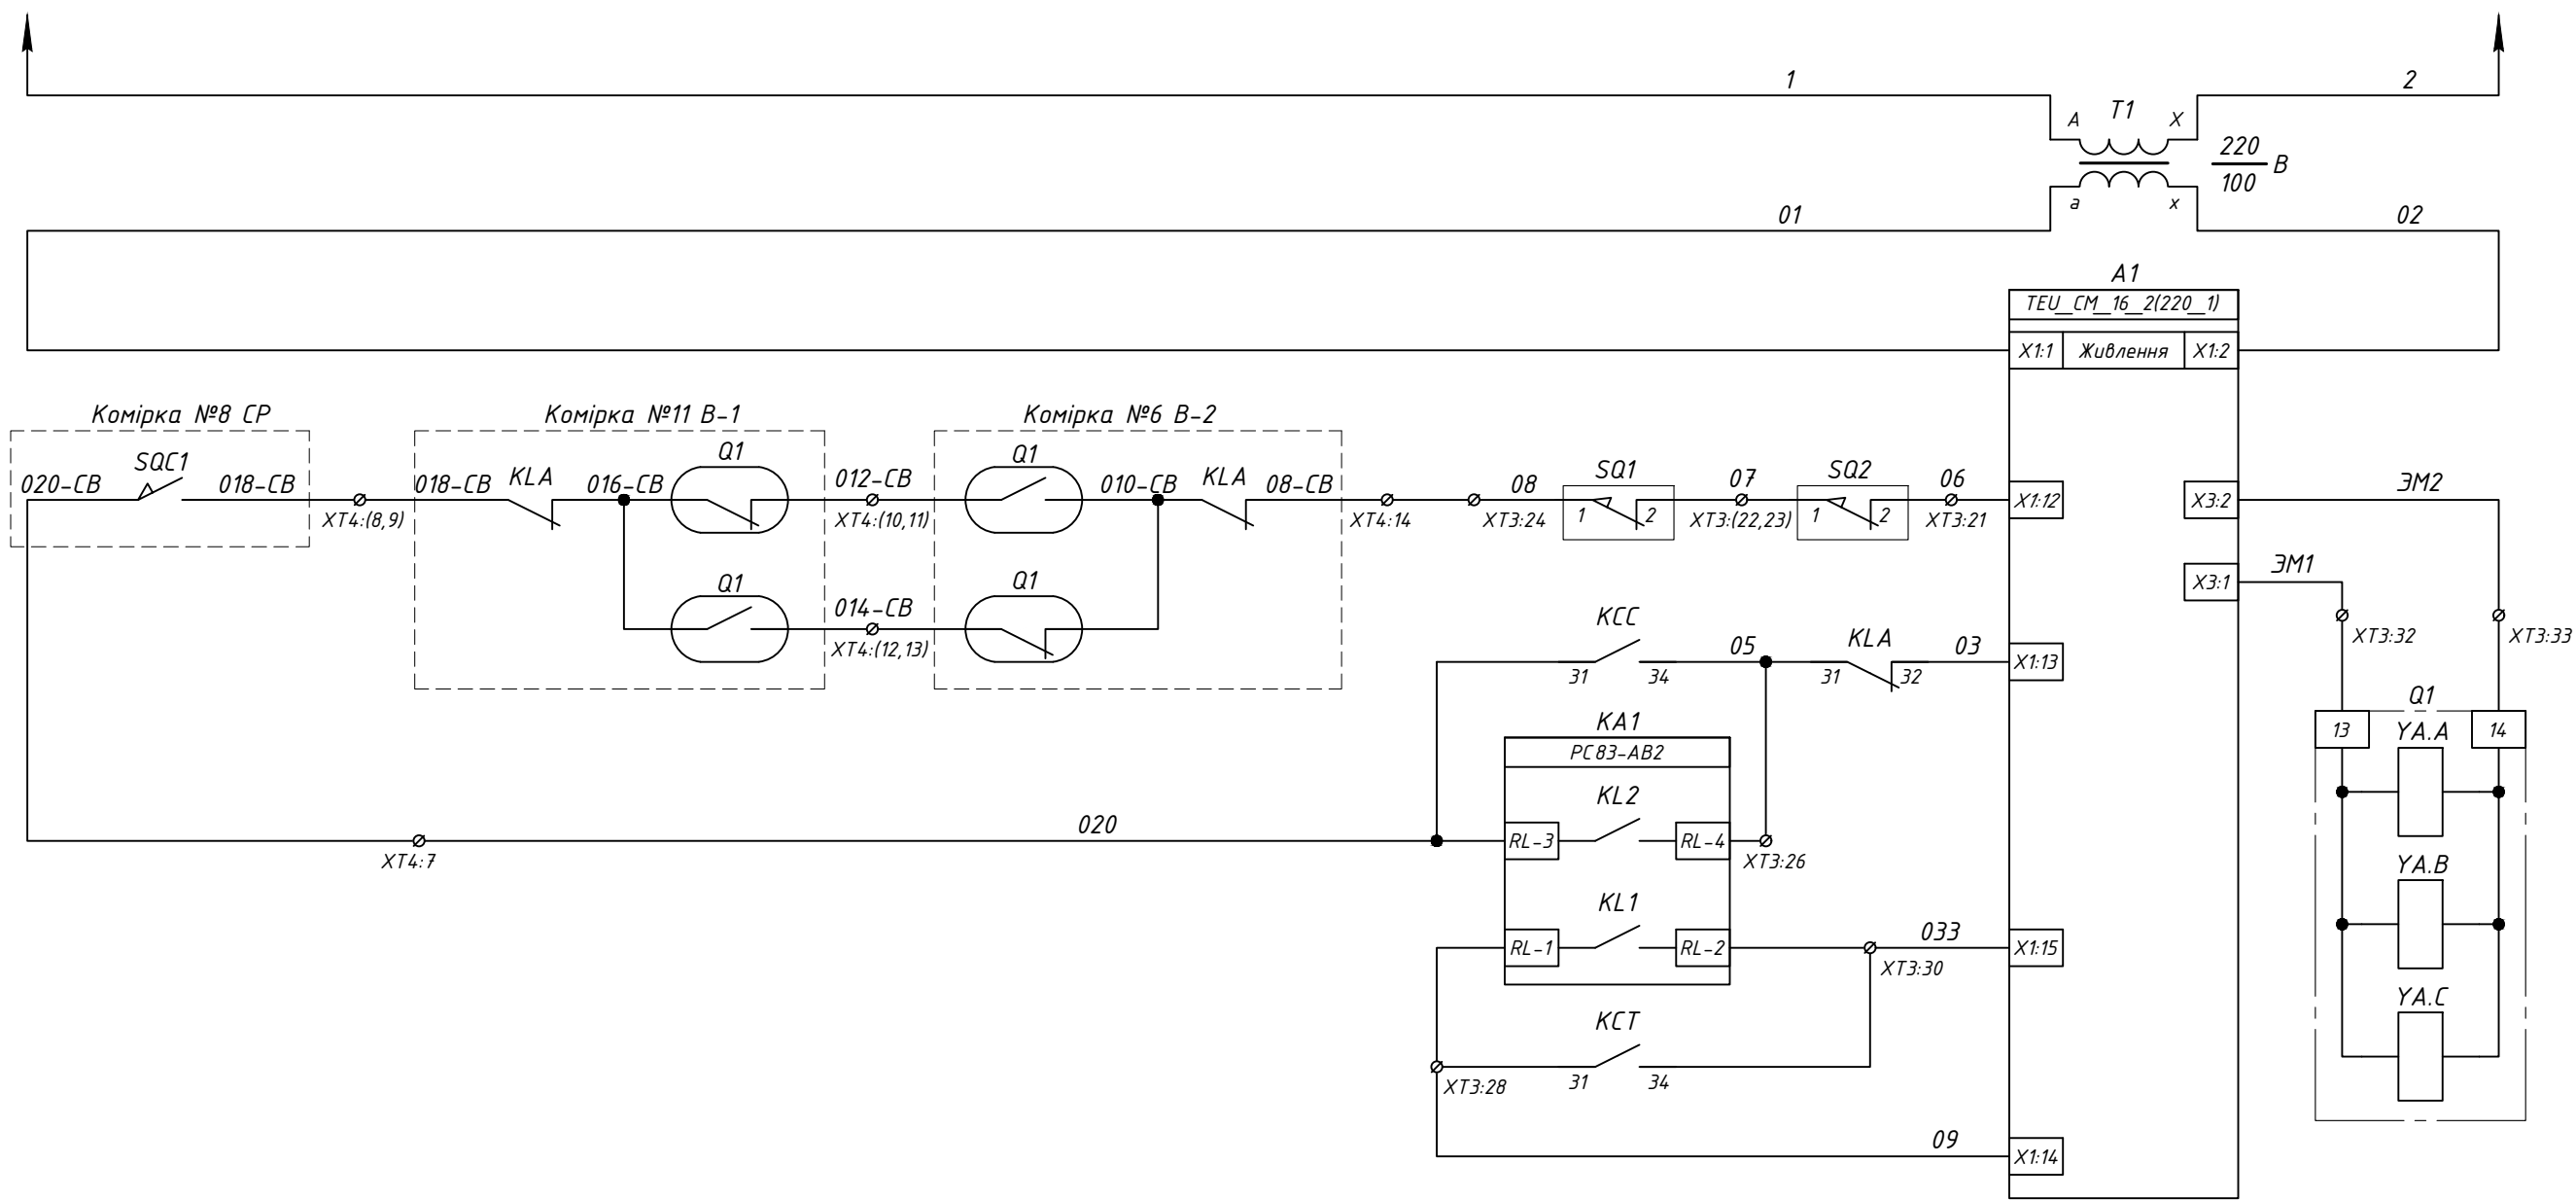 1
2
A
T1
X
220
100
В
a
x
01
02
A1
TEU_CM_16_2(220_1)
X1:1
Живлення
X1:2
Комірка №8 СР
Комірка №11 В-1
Комірка №6 В-2
020-СВ
SQC1
018-СВ
XT4:(8,9)
018-СВ
KLA
016-СВ
Q1
012-СВ
XT4:(10,11)
Q1
010-СВ
KLA
08-СВ
XT4:14
XT3:24
08
SQ1
1
2
07
XT3:(22,23)
SQ2
1
2
06
XT3:21
X1:12
X3:2
ЭМ2
X3:1
ЭМ1
Q1
014-СВ
XT4:(12,13)
Q1
KCC
31
34
05
KLA
31
32
03
X1:13
XT3:32
XT3:33
Q1
13
YA.A
14
KA1
PC83-AB2
KL2
RL-3
RL-4
XT3:26
020
XT4:7
YA.B
KL1
RL-1
RL-2
033
XT3:30
X1:15
YA.C
KCT
31
34
XT3:28
09
X1:14